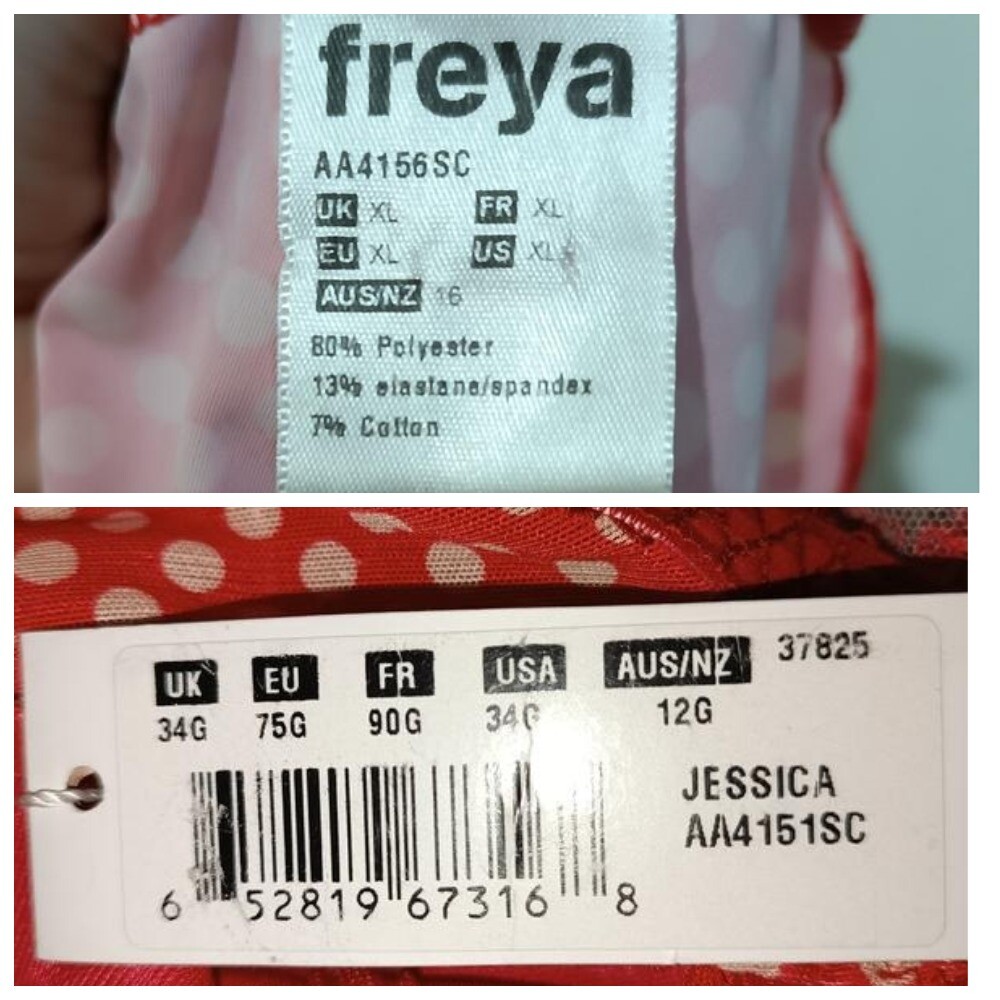 freya
AA4156SC
UK XL FR XL
EU XL US XL
AUS/NZ 16
80% Polyester
13% elastane/spandex
7% Cotton
UK EU FR USA AUS/NZ 37825
34G 75G 90G 34G 12G
JESSICA
AA4151SC
6 52819 67316 8